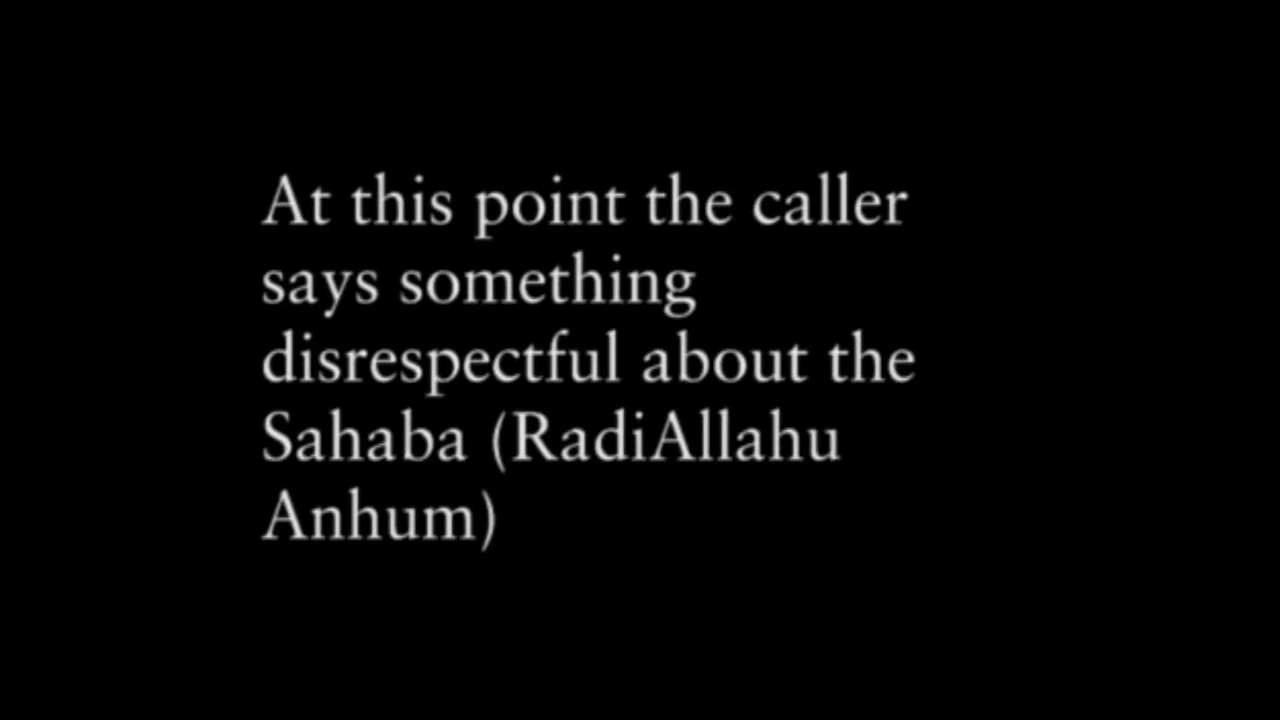 At this point the caller
says something
disrespectful about the
Sahaba (RadiAllahu
Anhum)